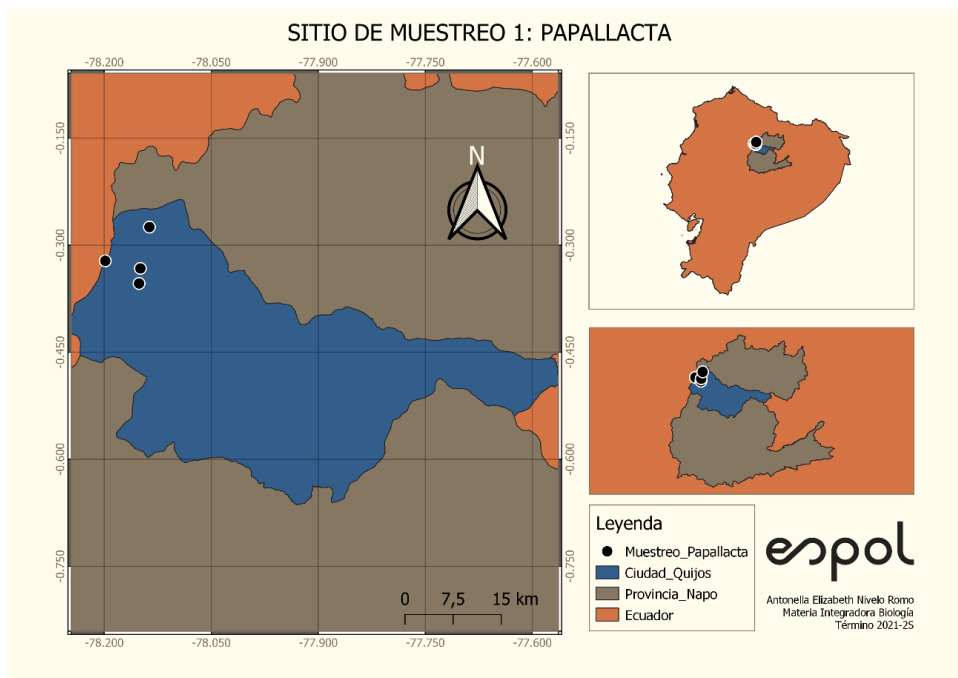 SITIO DE MUESTREO 1: PAPALLACTA
-78.200 -78.050 -77.900 -77.750 -77.600
-0.150 -0.150
N
-0.300 -0.300
-0.450 -0.450
-0.600 -0.600
-0.750 -0.750
0 7,5 15 km
-78.200 -78.050 -77.900 -77.750 -77.600
Leyenda
Muestreo_Papallacta
Ciudad_Quijos
Provincia_Napo
Ecuador
espol
Antonella Elizabeth Nivelo Romo
Materia Integradora Biología
Término 2021-2S